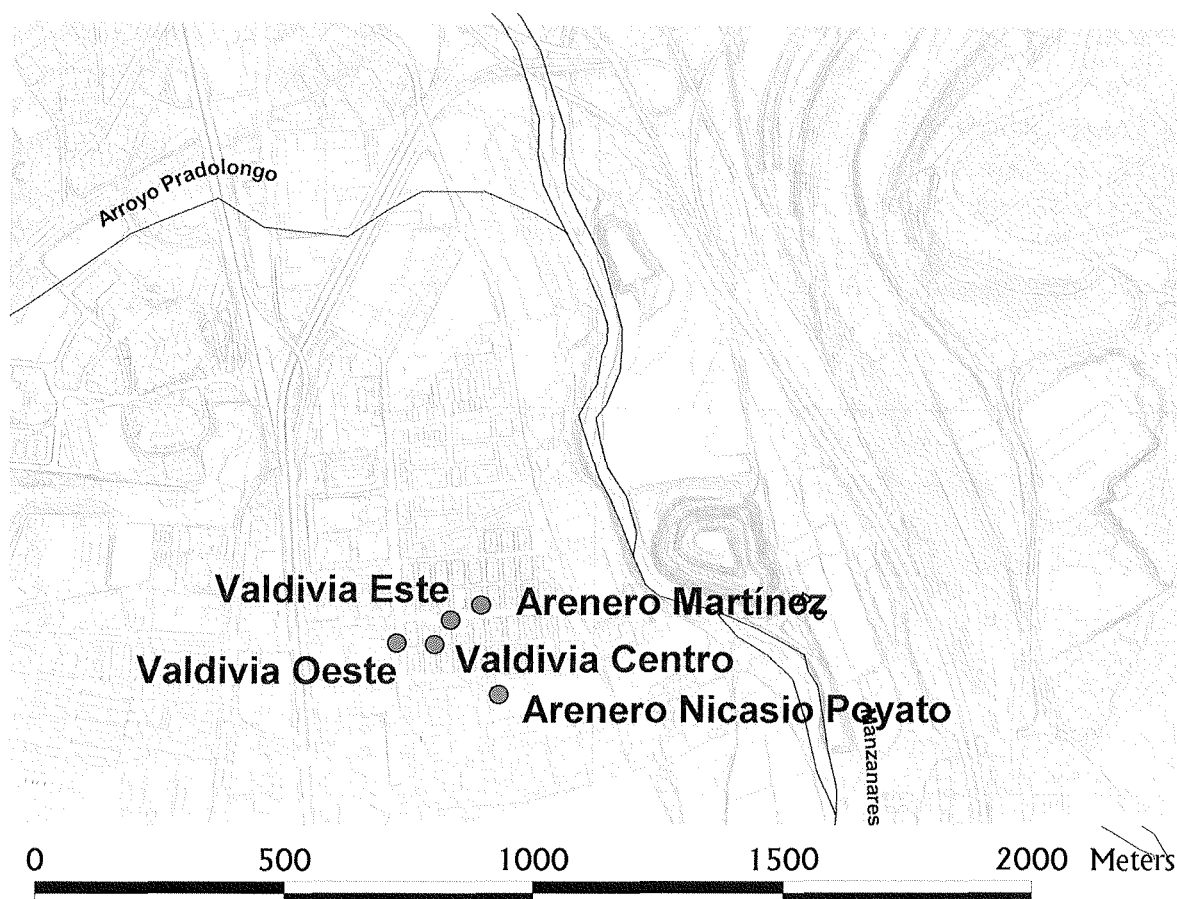 Arroyo Pradolongo
Valdivia Este
Arenero Martínez
Valdivia Oeste
Valdivia Centro
Arenero Nicasio Poyato
Manzanares
0 500 1000 1500 2000 Meters